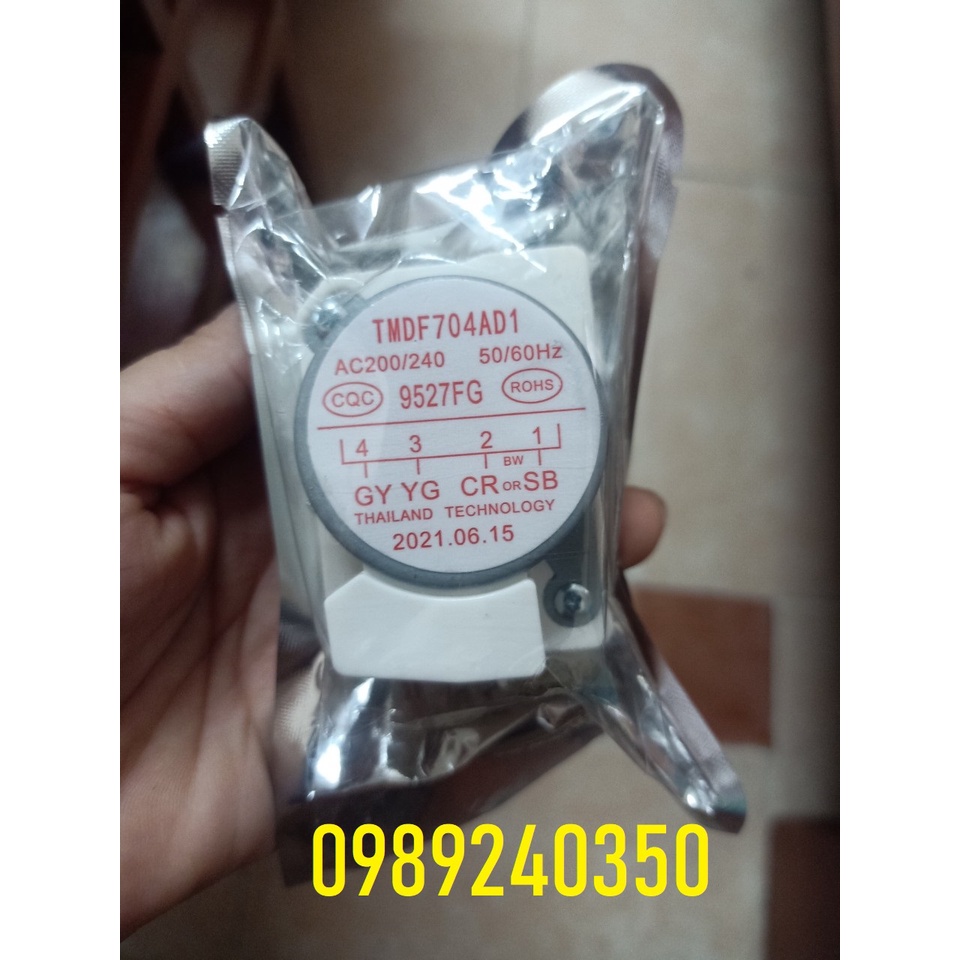 TMDF704AD1
AC200/240 50/60Hz
CQC 9527FG ROHS
4 3 2 1
BW
GY YG CR OR SB
THAILAND TECHNOLOGY
2021.06.15
0989240350